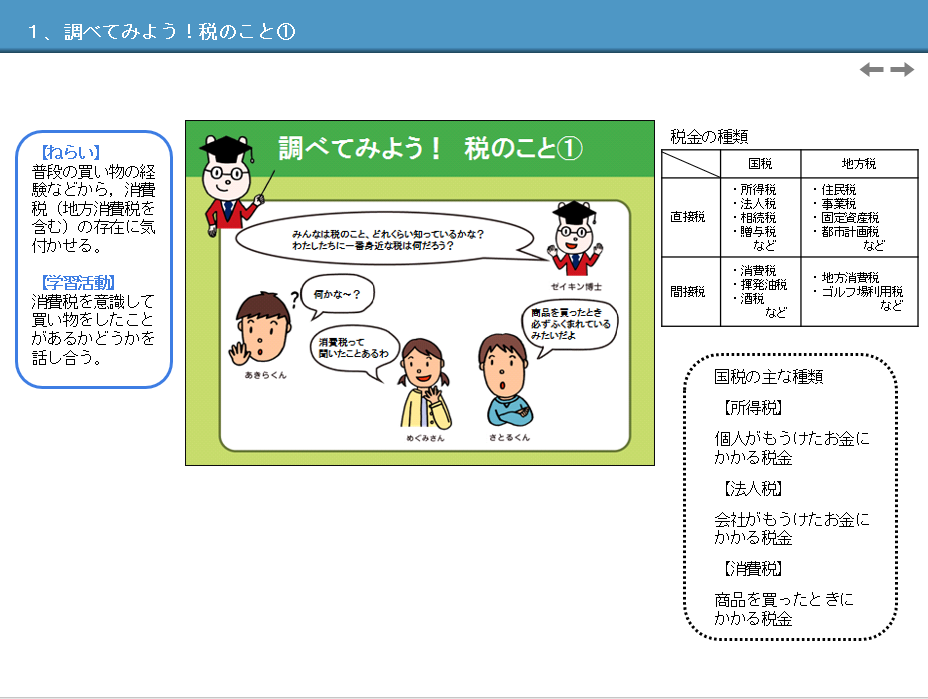 １、調べてみよう！税のこと①
【ねらい】
普段の買い物の経
験などから，消費
税（地方消費税を
含む）の存在に気
付かせる。
【学習活動】
消費税を意識して
買い物をしたこと
があるかどうかを
話し合う。
調べてみよう！ 税のこと①
みんなは税のこと、どれくらい知っているかな？
わたしたちに一番身近な税は何だろう？
ゼイキン博士
？
何かな～？
あきらくん
消費税って
聞いたことあるわ
めぐみさん
商品を買ったとき
必ずふくまれている
みたいだよ
さとるくん
税金の種類
国税
地方税
直接税
・所得税
・法人税
・相続税
・贈与税
など
・住民税
・事業税
・固定資産税
・都市計画税
など
間接税
・消費税
・揮発油税
・酒税
など
・地方消費税
・ゴルフ場利用税
など
国税の主な種類
【所得税】
個人がもうけたお金に
かかる税金
【法人税】
会社がもうけたお金に
かかる税金
【消費税】
商品を買ったときに
かかる税金